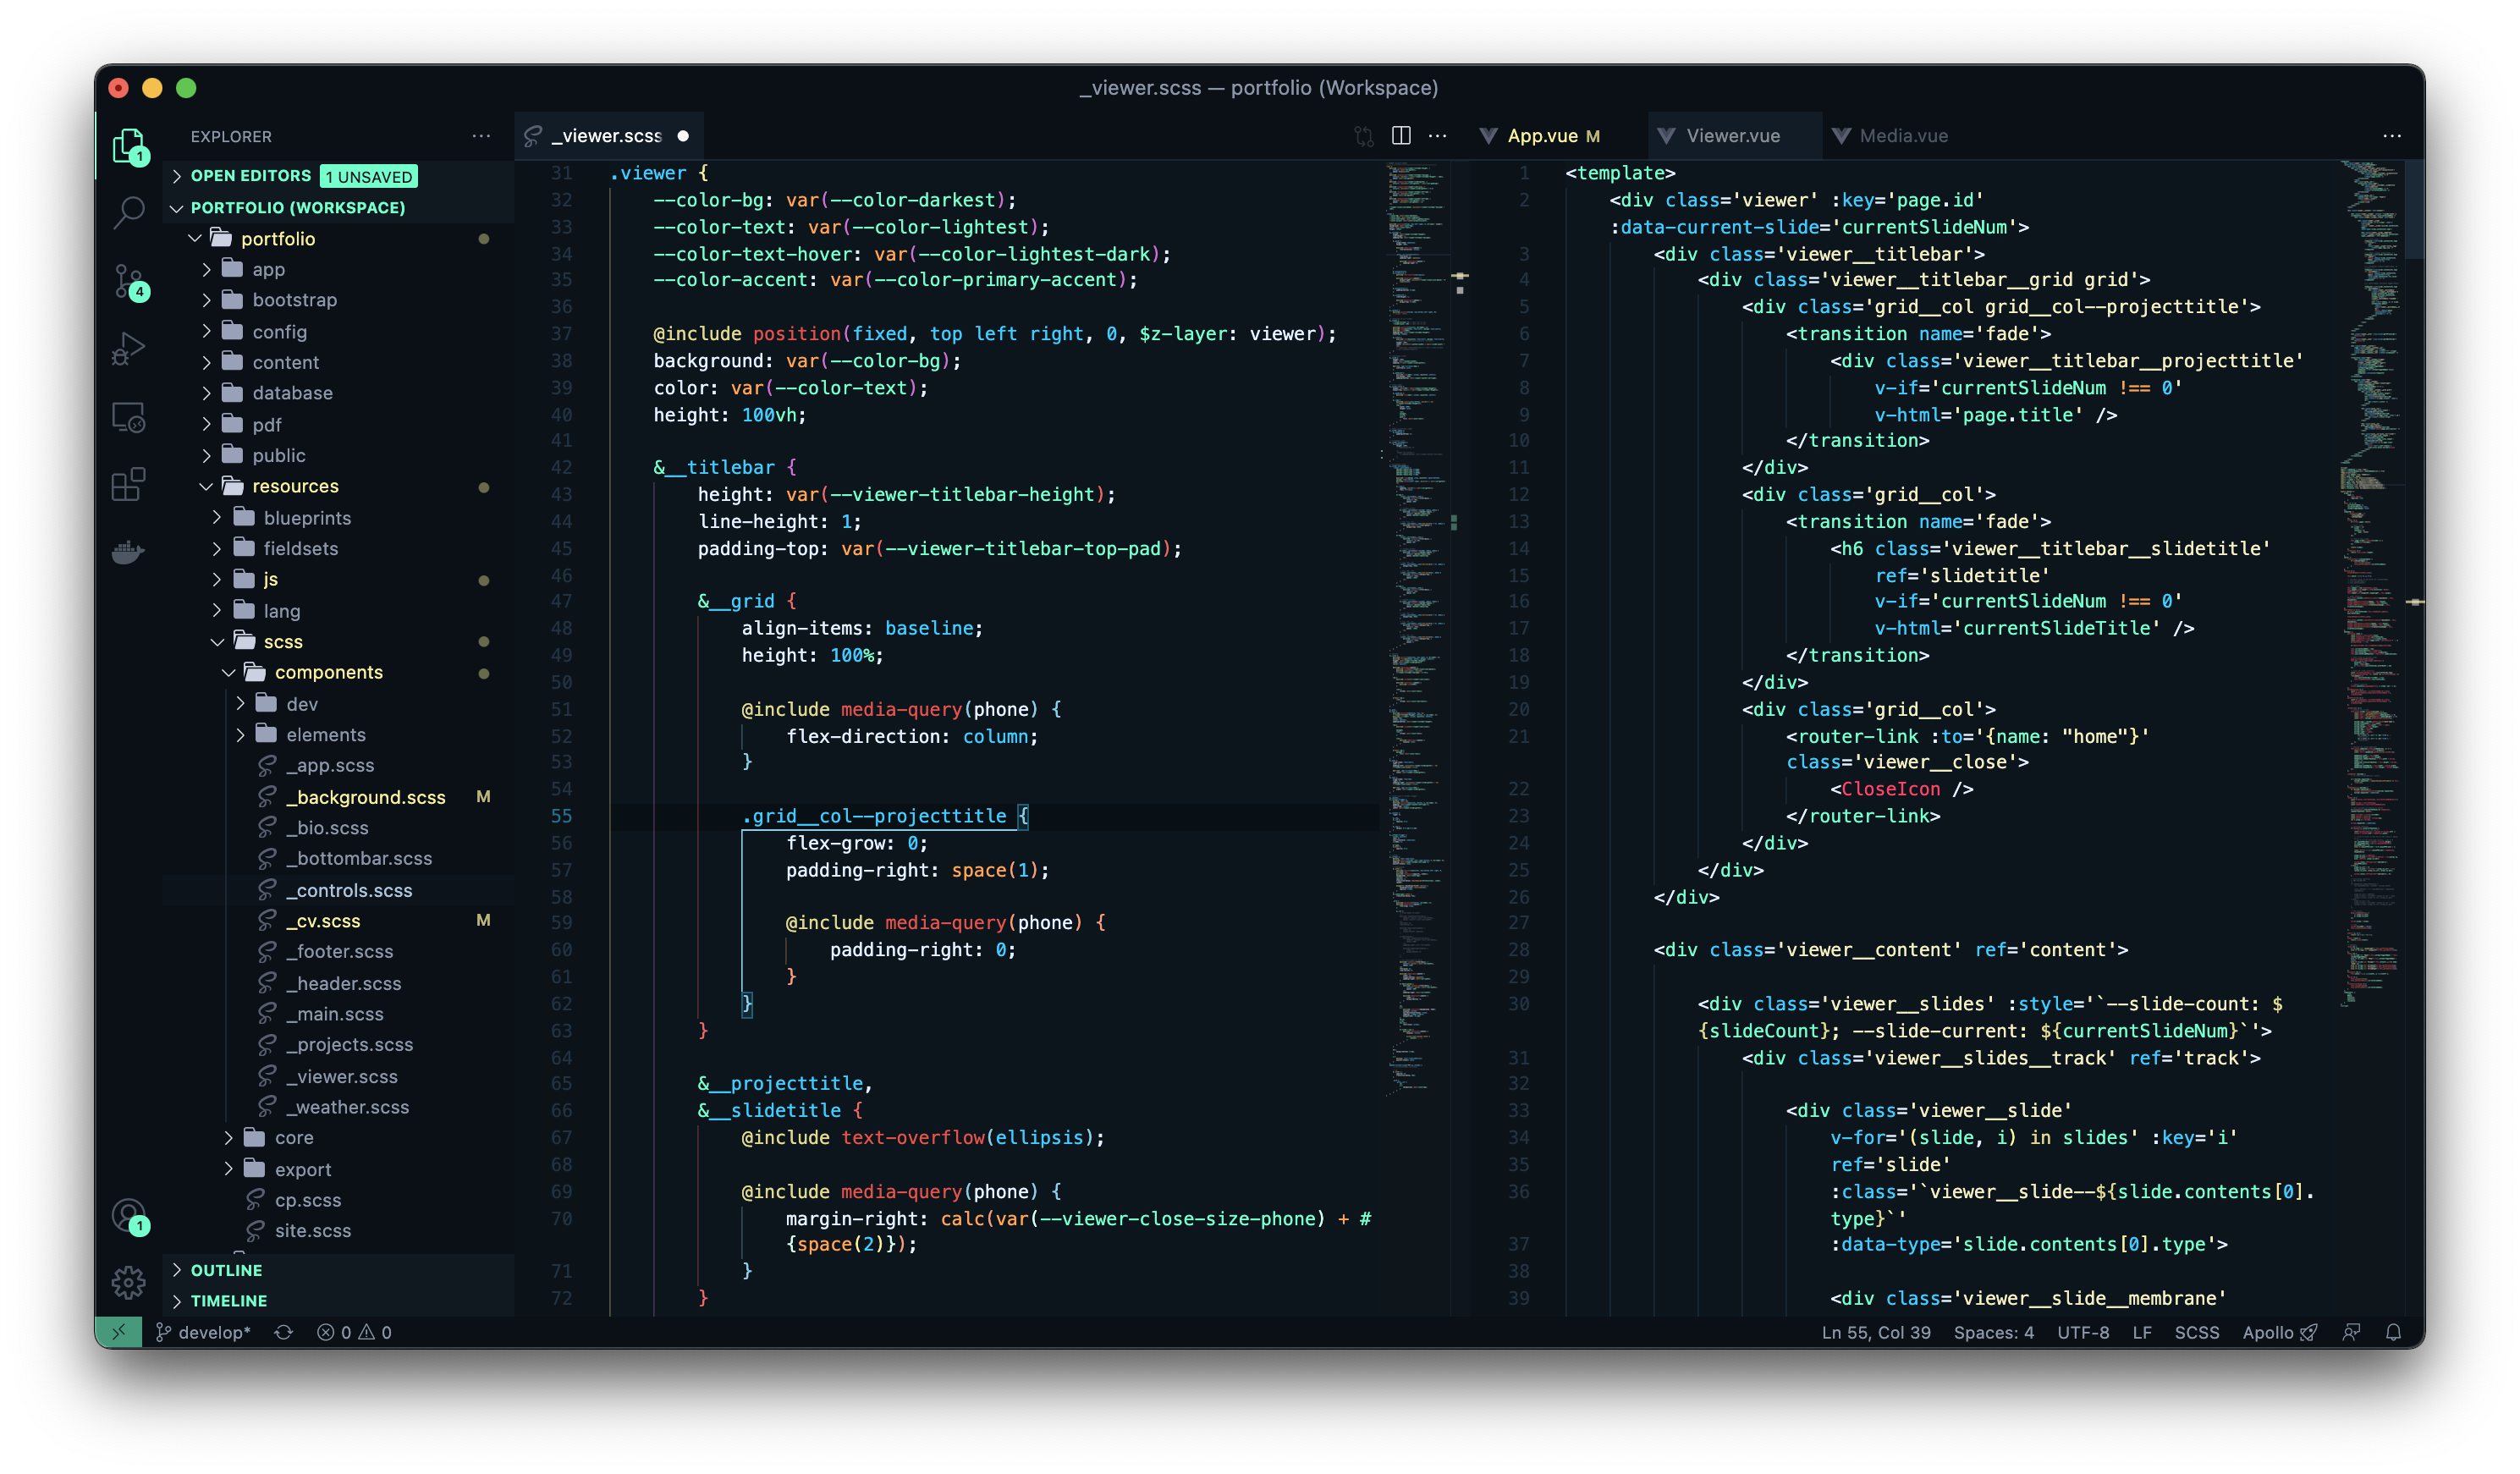 _viewer.scss — portfolio (Workspace)
EXPLORER
OPEN EDITORS 1 UNSAVED
PORTFOLIO (WORKSPACE)
portfolio
app
bootstrap
config
content
database
pdf
public
resources
blueprints
fieldsets
js
lang
scss
components
dev
elements
_app.scss
_background.scss M
_bio.scss
_bottombar.scss
_controls.scss
_cv.scss M
_footer.scss
_header.scss
_main.scss
_projects.scss
_viewer.scss
_weather.scss
core
export
cp.scss
site.scss
OUTLINE
TIMELINE
1
4
1
_viewer.scss
31 .viewer {
32 --color-bg: var(--color-darkest);
33 --color-text: var(--color-lightest);
34 --color-text-hover: var(--color-lightest-dark);
35 --color-accent: var(--color-primary-accent);
36
37 @include position(fixed, top left right, 0, $z-layer: viewer);
38 background: var(--color-bg);
39 color: var(--color-text);
40 height: 100vh;
41
42 &__titlebar {
43 height: var(--viewer-titlebar-height);
44 line-height: 1;
45 padding-top: var(--viewer-titlebar-top-pad);
46
47 &__grid {
48 align-items: baseline;
49 height: 100%;
50
51 @include media-query(phone) {
52 flex-direction: column;
53 }
54
55 .grid__col--projecttitle {
56 flex-grow: 0;
57 padding-right: space(1);
58
59 @include media-query(phone) {
60 padding-right: 0;
61 }
62 }
63 }
64
65 &__projecttitle,
66 &__slidetitle {
67 @include text-overflow(ellipsis);
68
69 @include media-query(phone) {
70 margin-right: calc(var(--viewer-close-size-phone) + #
{space(2)});
71 }
72 }
App.vue M
Viewer.vue
Media.vue
1 <template>
2 <div class='viewer' :key='page.id'
:data-current-slide='currentSlideNum'>
3 <div class='viewer__titlebar'>
4 <div class='viewer__titlebar__grid grid'>
5 <div class='grid__col grid__col--projecttitle'>
6 <transition name='fade'>
7 <div class='viewer__titlebar__projecttitle'
8 v-if='currentSlideNum !== 0'
9 v-html='page.title' />
10 </transition>
11 </div>
12 <div class='grid__col'>
13 <transition name='fade'>
14 <h6 class='viewer__titlebar__slidetitle'
15 ref='slidetitle'
16 v-if='currentSlideNum !== 0'
17 v-html='currentSlideTitle' />
18 </transition>
19 </div>
20 <div class='grid__col'>
21 <router-link :to='{name: "home"}'
class='viewer__close'>
22 <CloseIcon />
23 </router-link>
24 </div>
25 </div>
26 </div>
27
28 <div class='viewer__content' ref='content'>
29
30 <div class='viewer__slides' :style='`--slide-count: $
{slideCount}; --slide-current: ${currentSlideNum}`'>
31 <div class='viewer__slides__track' ref='track'>
32
33 <div class='viewer__slide'
34 v-for='(slide, i) in slides' :key='i'
35 ref='slide'
36 :class='`viewer__slide--${slide.contents[0].
type}`'
37 :data-type='slide.contents[0].type'>
38
39 <div class='viewer__slide__membrane'
develop* 0 0
Ln 55, Col 39 Spaces: 4 UTF-8 LF SCSS Apollo